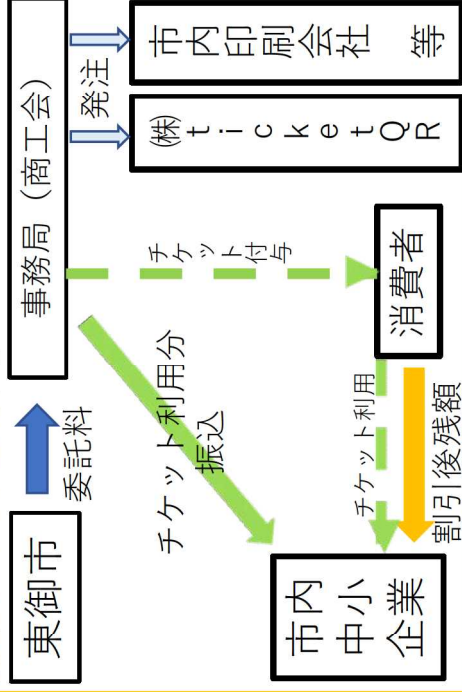 東御市
委託料
事務局（商工会）
発注
市内印刷会社 等
㈱ticketQR
チケット付与
チケット利用分
振込
消費者
チケット利用
割引後残額
市内
中小
企業